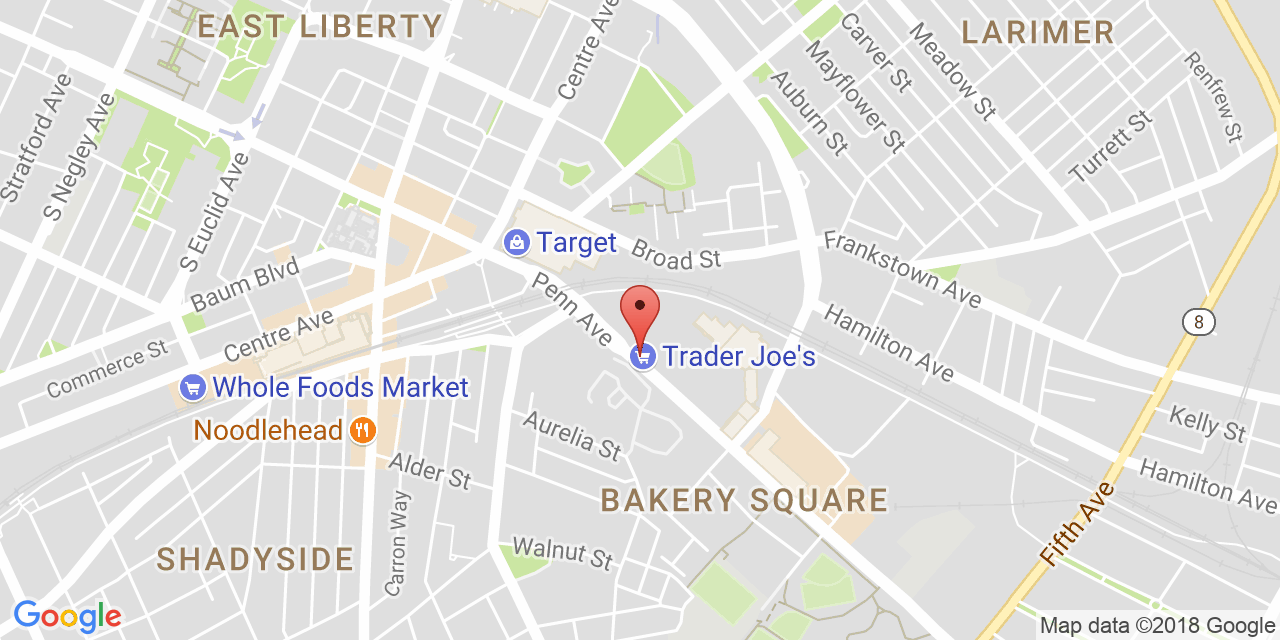 EAST LIBERTY
LARIMER
Centre Ave
Carver St
Meadow St
Mayflower St
Auburn St
Renfrew St
Turrett St
Stratford Ave
S Negley Ave
S Euclid Ave
Target
Broad St
Frankstown Ave
Baum Blvd
Penn Ave
Centre Ave
Hamilton Ave
8
Commerce St
Trader Joe's
Whole Foods Market
Noodlehead
Aurelia St
Kelly St
Alder St
Hamilton Ave
BAKERY SQUARE
Fifth Ave
Carron Way
SHADYSIDE
Walnut St
Google
Map data ©2018 Google